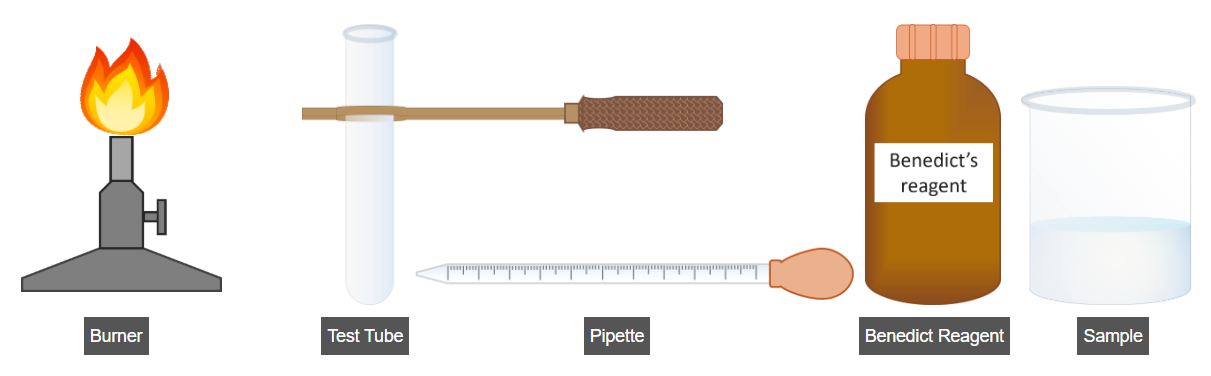 Benedict's
reagent
Burner
Test Tube
Pipette
Benedict Reagent
Sample